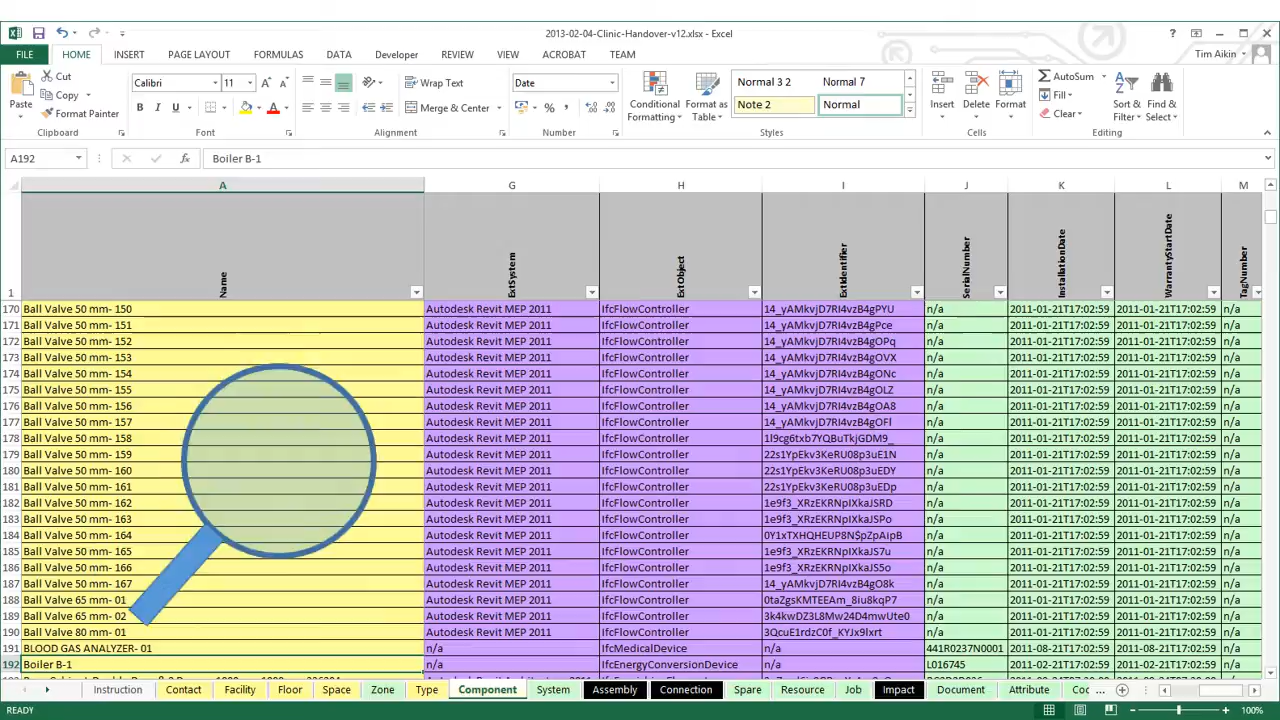 2013-02-04-Clinic-Handover-v12.xlsx - Excel
FILE HOME INSERT PAGE LAYOUT FORMULAS DATA Developer REVIEW VIEW ACROBAT TEAM Tim Aikin
Paste Cut Copy Format Painter Clipboard
Calibri 11 B I U Font
Wrap Text Merge & Center Alignment
Date % , Number
Conditional Formatting Format as Table Normal 3 2 Normal 7 Note 2 Normal Styles
Insert Delete Format Cells
AutoSum Fill Clear Sort & Filter Find & Select Editing
A192 fx Boiler B-1
A G H I J K L M
1 Name ExtSystem ExtObject ExtIdentifier SerialNumber InstallationDate WarrantyStartDate TagNumber
170 Ball Valve 50 mm- 150 Autodesk Revit MEP 2011 IfcFlowController 14_yAMkvjD7RI4vzB4gPYU n/a 2011-01-21T17:02:59 2011-01-21T17:02:59 n/a
171 Ball Valve 50 mm- 151 Autodesk Revit MEP 2011 IfcFlowController 14_yAMkvjD7RI4vzB4gPce n/a 2011-01-21T17:02:59 2011-01-21T17:02:59 n/a
172 Ball Valve 50 mm- 152 Autodesk Revit MEP 2011 IfcFlowController 14_yAMkvjD7RI4vzB4gOPq n/a 2011-01-21T17:02:59 2011-01-21T17:02:59 n/a
173 Ball Valve 50 mm- 153 Autodesk Revit MEP 2011 IfcFlowController 14_yAMkvjD7RI4vzB4gOVX n/a 2011-01-21T17:02:59 2011-01-21T17:02:59 n/a
174 Ball Valve 50 mm- 154 Autodesk Revit MEP 2011 IfcFlowController 14_yAMkvjD7RI4vzB4gONc n/a 2011-01-21T17:02:59 2011-01-21T17:02:59 n/a
175 Ball Valve 50 mm- 155 Autodesk Revit MEP 2011 IfcFlowController 14_yAMkvjD7RI4vzB4gOLZ n/a 2011-01-21T17:02:59 2011-01-21T17:02:59 n/a
176 Ball Valve 50 mm- 156 Autodesk Revit MEP 2011 IfcFlowController 14_yAMkvjD7RI4vzB4gOA8 n/a 2011-01-21T17:02:59 2011-01-21T17:02:59 n/a
177 Ball Valve 50 mm- 157 Autodesk Revit MEP 2011 IfcFlowController 14_yAMkvjD7RI4vzB4gOFl n/a 2011-01-21T17:02:59 2011-01-21T17:02:59 n/a
178 Ball Valve 50 mm- 158 Autodesk Revit MEP 2011 IfcFlowController 1l9cg6txb7YQBuTkjGDM9_ n/a 2011-01-21T17:02:59 2011-01-21T17:02:59 n/a
179 Ball Valve 50 mm- 159 Autodesk Revit MEP 2011 IfcFlowController 22s1YpEkv3KeRU08p3uE1N n/a 2011-01-21T17:02:59 2011-01-21T17:02:59 n/a
180 Ball Valve 50 mm- 160 Autodesk Revit MEP 2011 IfcFlowController 22s1YpEkv3KeRU08p3uEDY n/a 2011-01-21T17:02:59 2011-01-21T17:02:59 n/a
181 Ball Valve 50 mm- 161 Autodesk Revit MEP 2011 IfcFlowController 22s1YpEkv3KeRU08p3uEDp n/a 2011-01-21T17:02:59 2011-01-21T17:02:59 n/a
182 Ball Valve 50 mm- 162 Autodesk Revit MEP 2011 IfcFlowController 1e9f3_XRzEKRNpIXkaJSRD n/a 2011-01-21T17:02:59 2011-01-21T17:02:59 n/a
183 Ball Valve 50 mm- 163 Autodesk Revit MEP 2011 IfcFlowController 1e9f3_XRzEKRNpIXkaJSPo n/a 2011-01-21T17:02:59 2011-01-21T17:02:59 n/a
184 Ball Valve 50 mm- 164 Autodesk Revit MEP 2011 IfcFlowController 0Y1xTXHQHEUP8N$pZpAipB n/a 2011-01-21T17:02:59 2011-01-21T17:02:59 n/a
185 Ball Valve 50 mm- 165 Autodesk Revit MEP 2011 IfcFlowController 1e9f3_XRzEKRNpIXkaJS7u n/a 2011-01-21T17:02:59 2011-01-21T17:02:59 n/a
186 Ball Valve 50 mm- 166 Autodesk Revit MEP 2011 IfcFlowController 1e9f3_XRzEKRNpIXkaJS5o n/a 2011-01-21T17:02:59 2011-01-21T17:02:59 n/a
187 Ball Valve 50 mm- 167 Autodesk Revit MEP 2011 IfcFlowController 14_yAMkvjD7RI4vzB4gO8k n/a 2011-01-21T17:02:59 2011-01-21T17:02:59 n/a
188 Ball Valve 65 mm- 01 Autodesk Revit MEP 2011 IfcFlowController 0taZgsKMTEEAm_8iu8kqP7 n/a 2011-01-21T17:02:59 2011-01-21T17:02:59 n/a
189 Ball Valve 65 mm- 02 Autodesk Revit MEP 2011 IfcFlowController 3k4kwDZ3L8Mw24D4mwUte0 n/a 2011-01-21T17:02:59 2011-01-21T17:02:59 n/a
190 Ball Valve 80 mm- 01 Autodesk Revit MEP 2011 IfcFlowController 3QcuE1rdzC0f_KYJx9lxrt n/a 2011-01-21T17:02:59 2011-01-21T17:02:59 n/a
191 BLOOD GAS ANALYZER- 01 n/a IfcMedicalDevice n/a 441R0237N0001 2011-08-21T17:02:59 2011-08-21T17:02:59 n/a
192 Boiler B-1 n/a IfcEnergyConversionDevice n/a L016745 2011-02-21T17:02:59 2011-02-21T17:02:59 n/a
Instruction Contact Facility Floor Space Zone Type Component System Assembly Connection Spare Resource Job Impact Document Attribute Coc ...
READY 100%